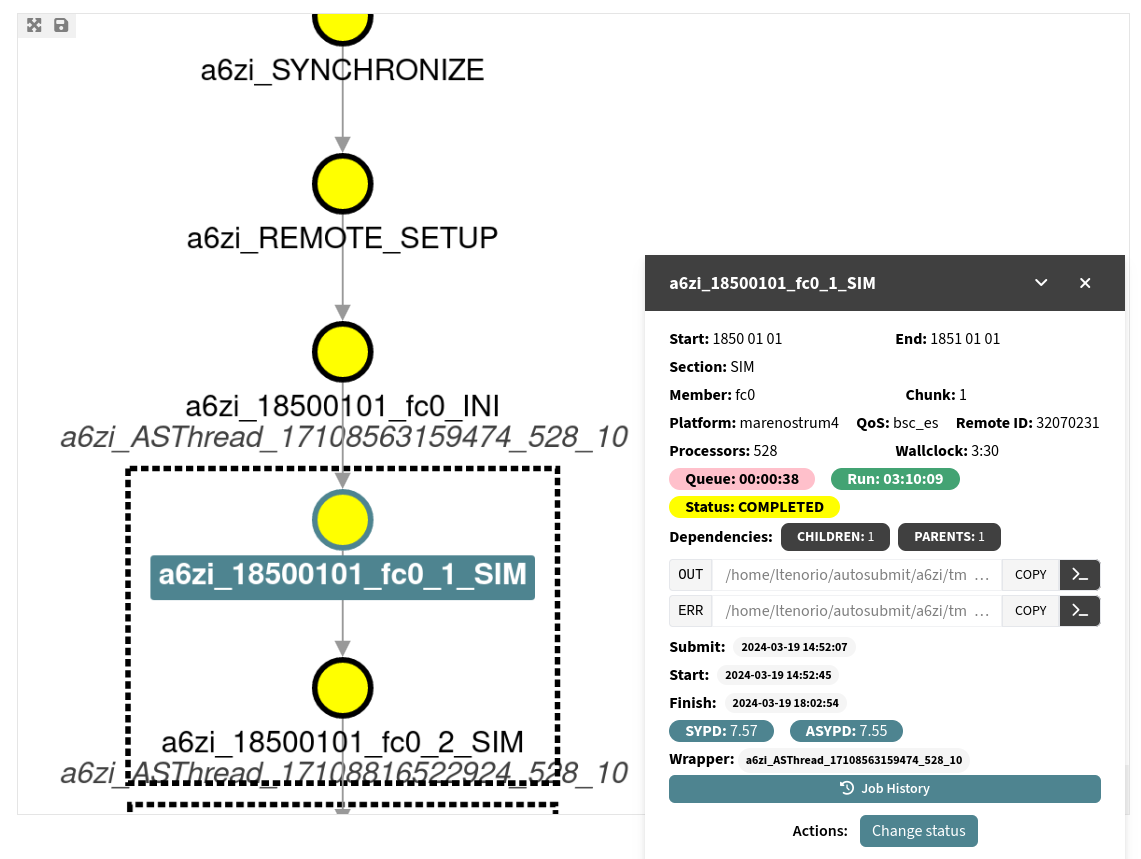 a6zi_SYNCHRONIZE
a6zi_REMOTE_SETUP
a6zi_18500101_fc0_INI
a6zi_ASThread_17108563159474_528_10
a6zi_18500101_fc0_1_SIM
a6zi_18500101_fc0_2_SIM
a6zi_ASThread_17108816522924_528_10
a6zi_18500101_fc0_1_SIM
Start: 1850 01 01 End: 1851 01 01
Section: SIM
Member: fc0 Chunk: 1
Platform: marenostrum4 QoS: bsc_es Remote ID: 32070231
Processors: 528 Wallclock: 3:30
Queue: 00:00:38 Run: 03:10:09
Status: COMPLETED
Dependencies: CHILDREN: 1 PARENTS: 1
OUT /home/ltenorio/autosubmit/a6zi/tm … COPY
ERR /home/ltenorio/autosubmit/a6zi/tm … COPY
Submit: 2024-03-19 14:52:07
Start: 2024-03-19 14:52:45
Finish: 2024-03-19 18:02:54
SYPD: 7.57 ASYPD: 7.55
Wrapper: a6zi_ASThread_17108563159474_528_10
Job History
Actions: Change status